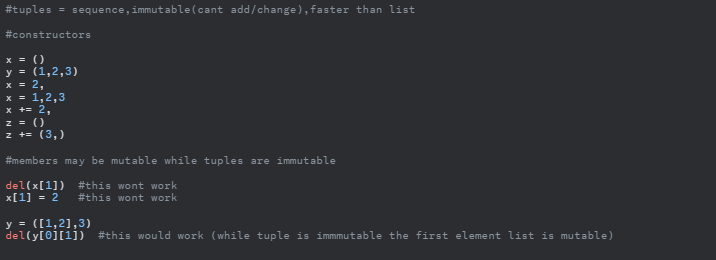 #tuples = sequence,immutable(cant add/change),faster than list
#constructors
x = ()
y = (1,2,3)
x = 2,
x = 1,2,3
x += 2,
z = ()
z += (3,)
#members may be mutable while tuples are immutable
del(x[1])  #this wont work
x[1] = 2   #this wont work
y = ([1,2],3)
del(y[0][1])  #this would work (while tuple is immmutable the first element list is mutable)